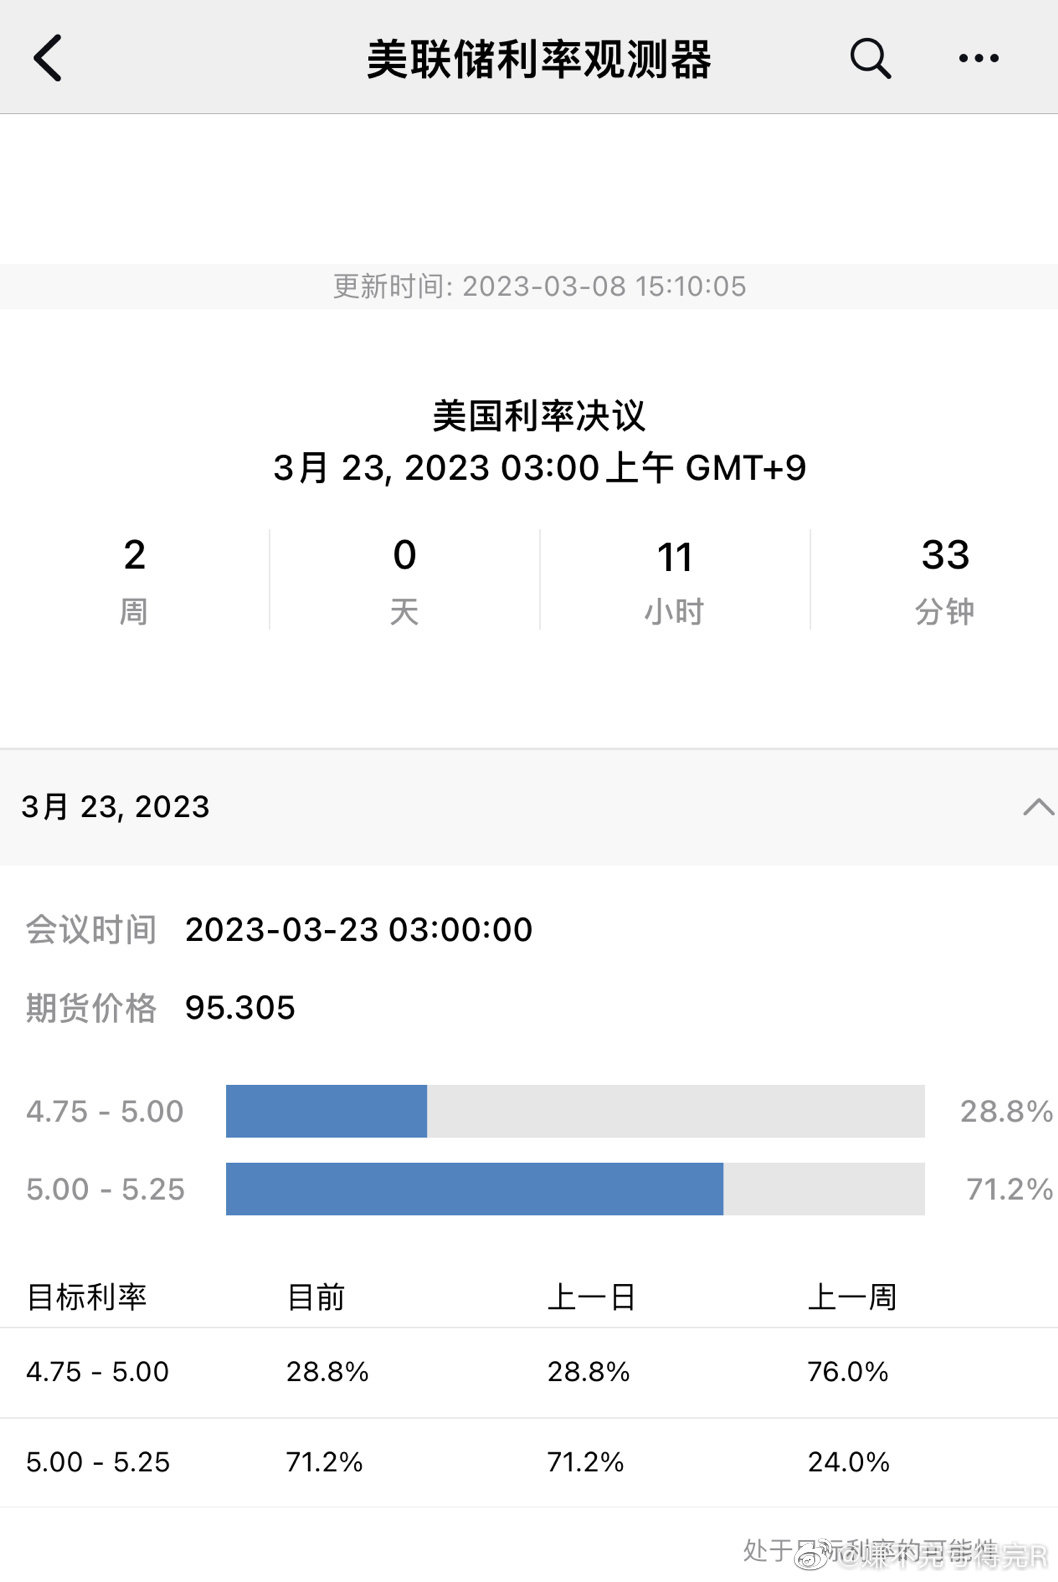 美联储利率观测器
更新时间: 2023-03-08 15:10:05
美国利率决议
3月 23, 2023 03:00上午 GMT+9
2 0 11 33
周 天 小时 分钟
3月 23, 2023
会议时间 2023-03-23 03:00:00
期货价格 95.305
4.75 - 5.00 28.8%
5.00 - 5.25 71.2%
目标利率 目前 上一日 上一周
4.75 - 5.00 28.8% 28.8% 76.0%
5.00 - 5.25 71.2% 71.2% 24.0%
处于目标利率的可能性